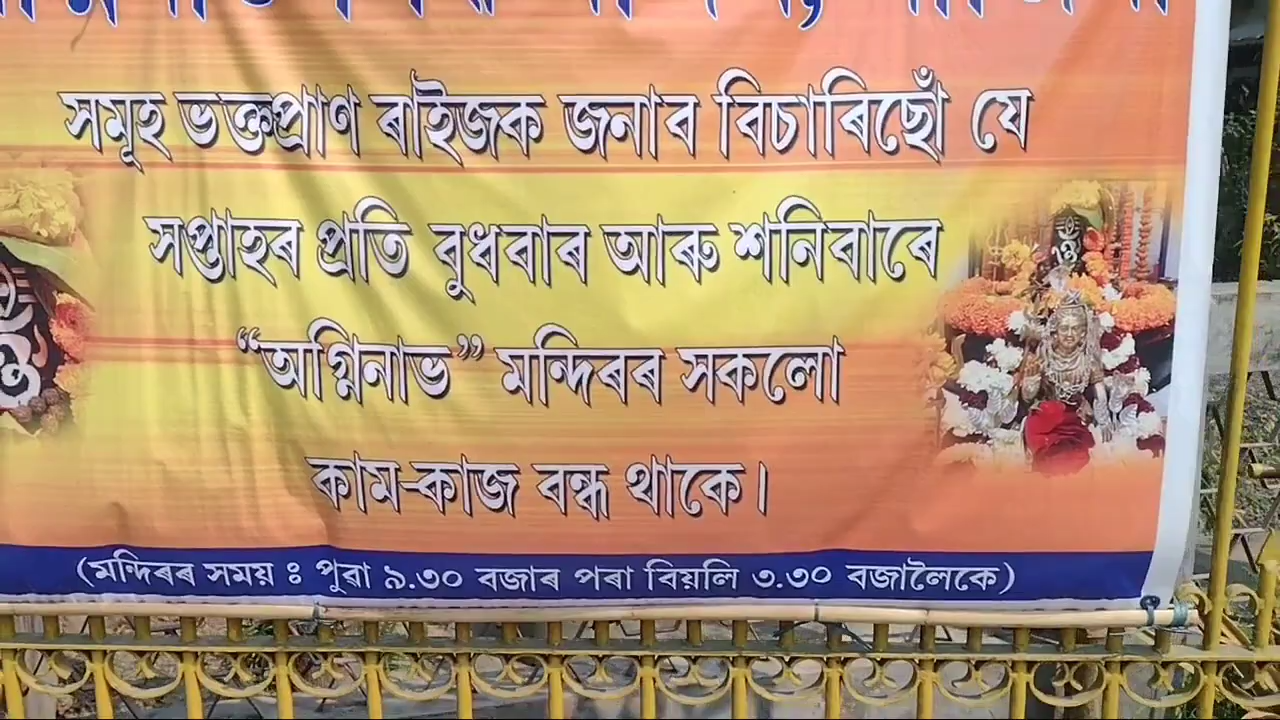 সমূহ ভক্তপ্ৰাণ ৰাইজক জনাব বিচাৰিছোঁ যে
সপ্তাহৰ প্ৰতি বুধবাৰ আৰু শনিবাৰে
“অগ্নিনাভ” মন্দিৰৰ সকলো
কাম-কাজ বন্ধ থাকে।
(মন্দিৰৰ সময় ঃ পুৱা ৯.৩০ বজাৰ পৰা বিয়লি ৩.৩০ বজালৈকে)